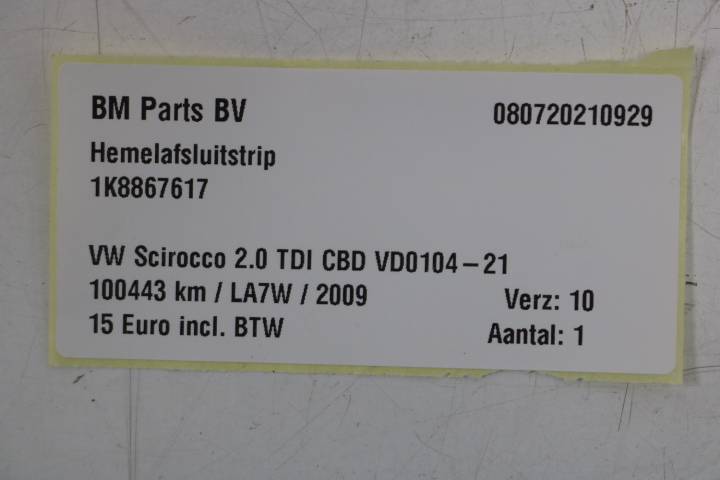 BM Parts BV 080720210929
Hemelafsluitstrip
1K8867617
VW Scirocco 2.0 TDI CBD VD0104-21
100443 km / LA7W / 2009 Verz: 10
15 Euro incl. BTW Aantal: 1